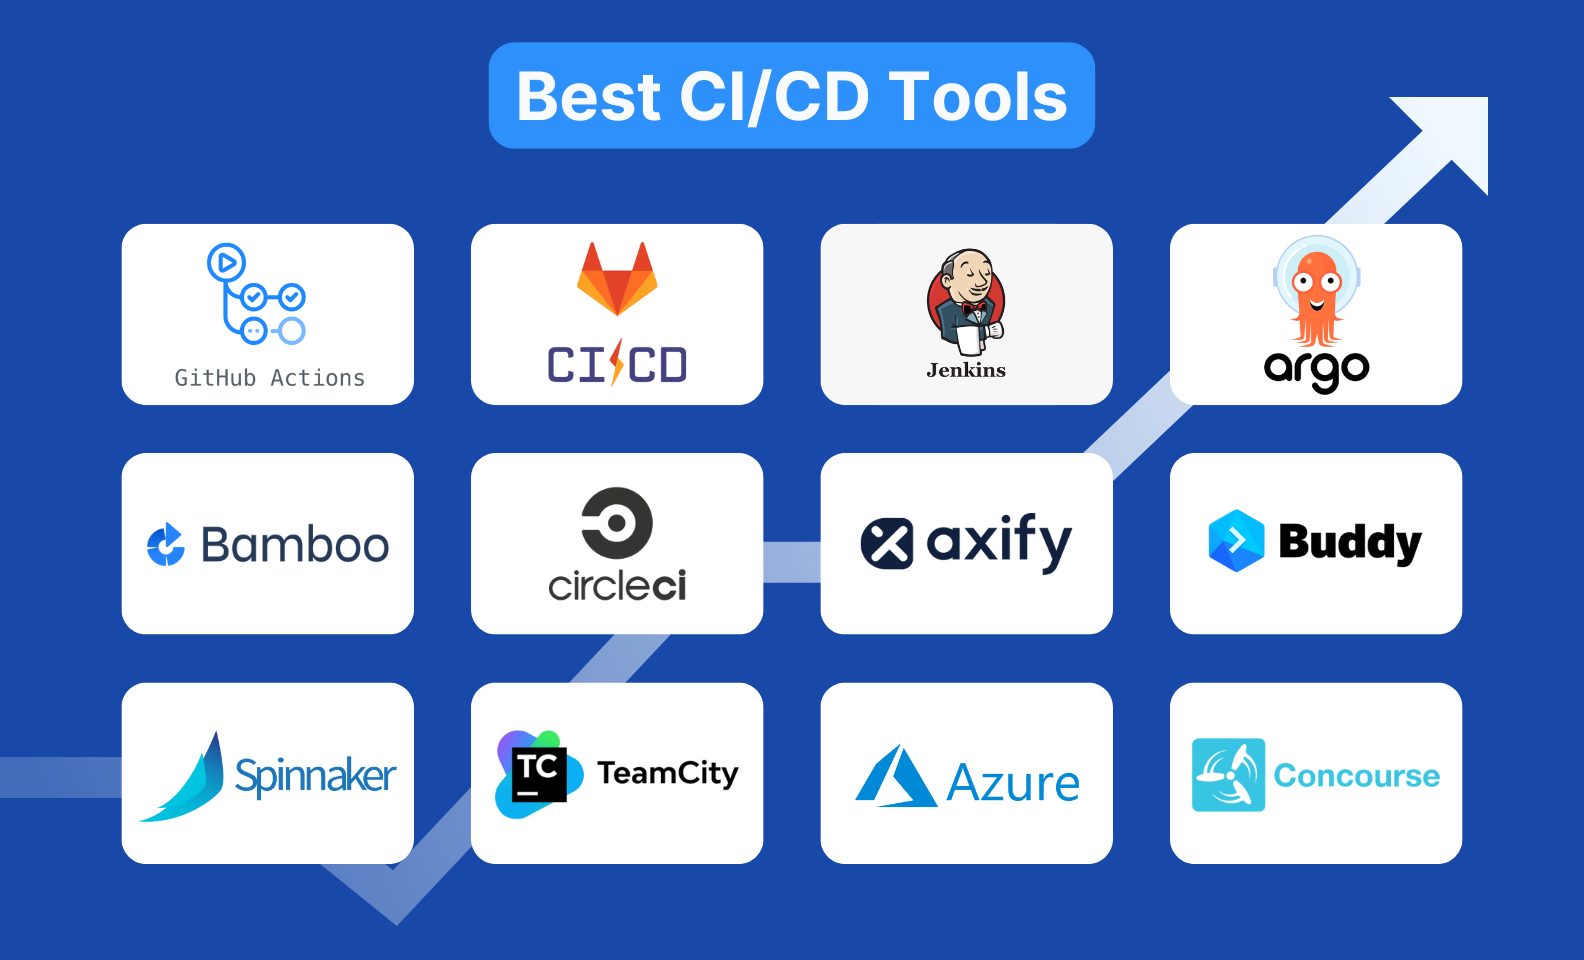 Best CI/CD Tools
GitHub Actions
CI/CD
Jenkins
argo
Bamboo
circleci
axify
Buddy
Spinnaker
TC
TeamCity
Azure
Concourse